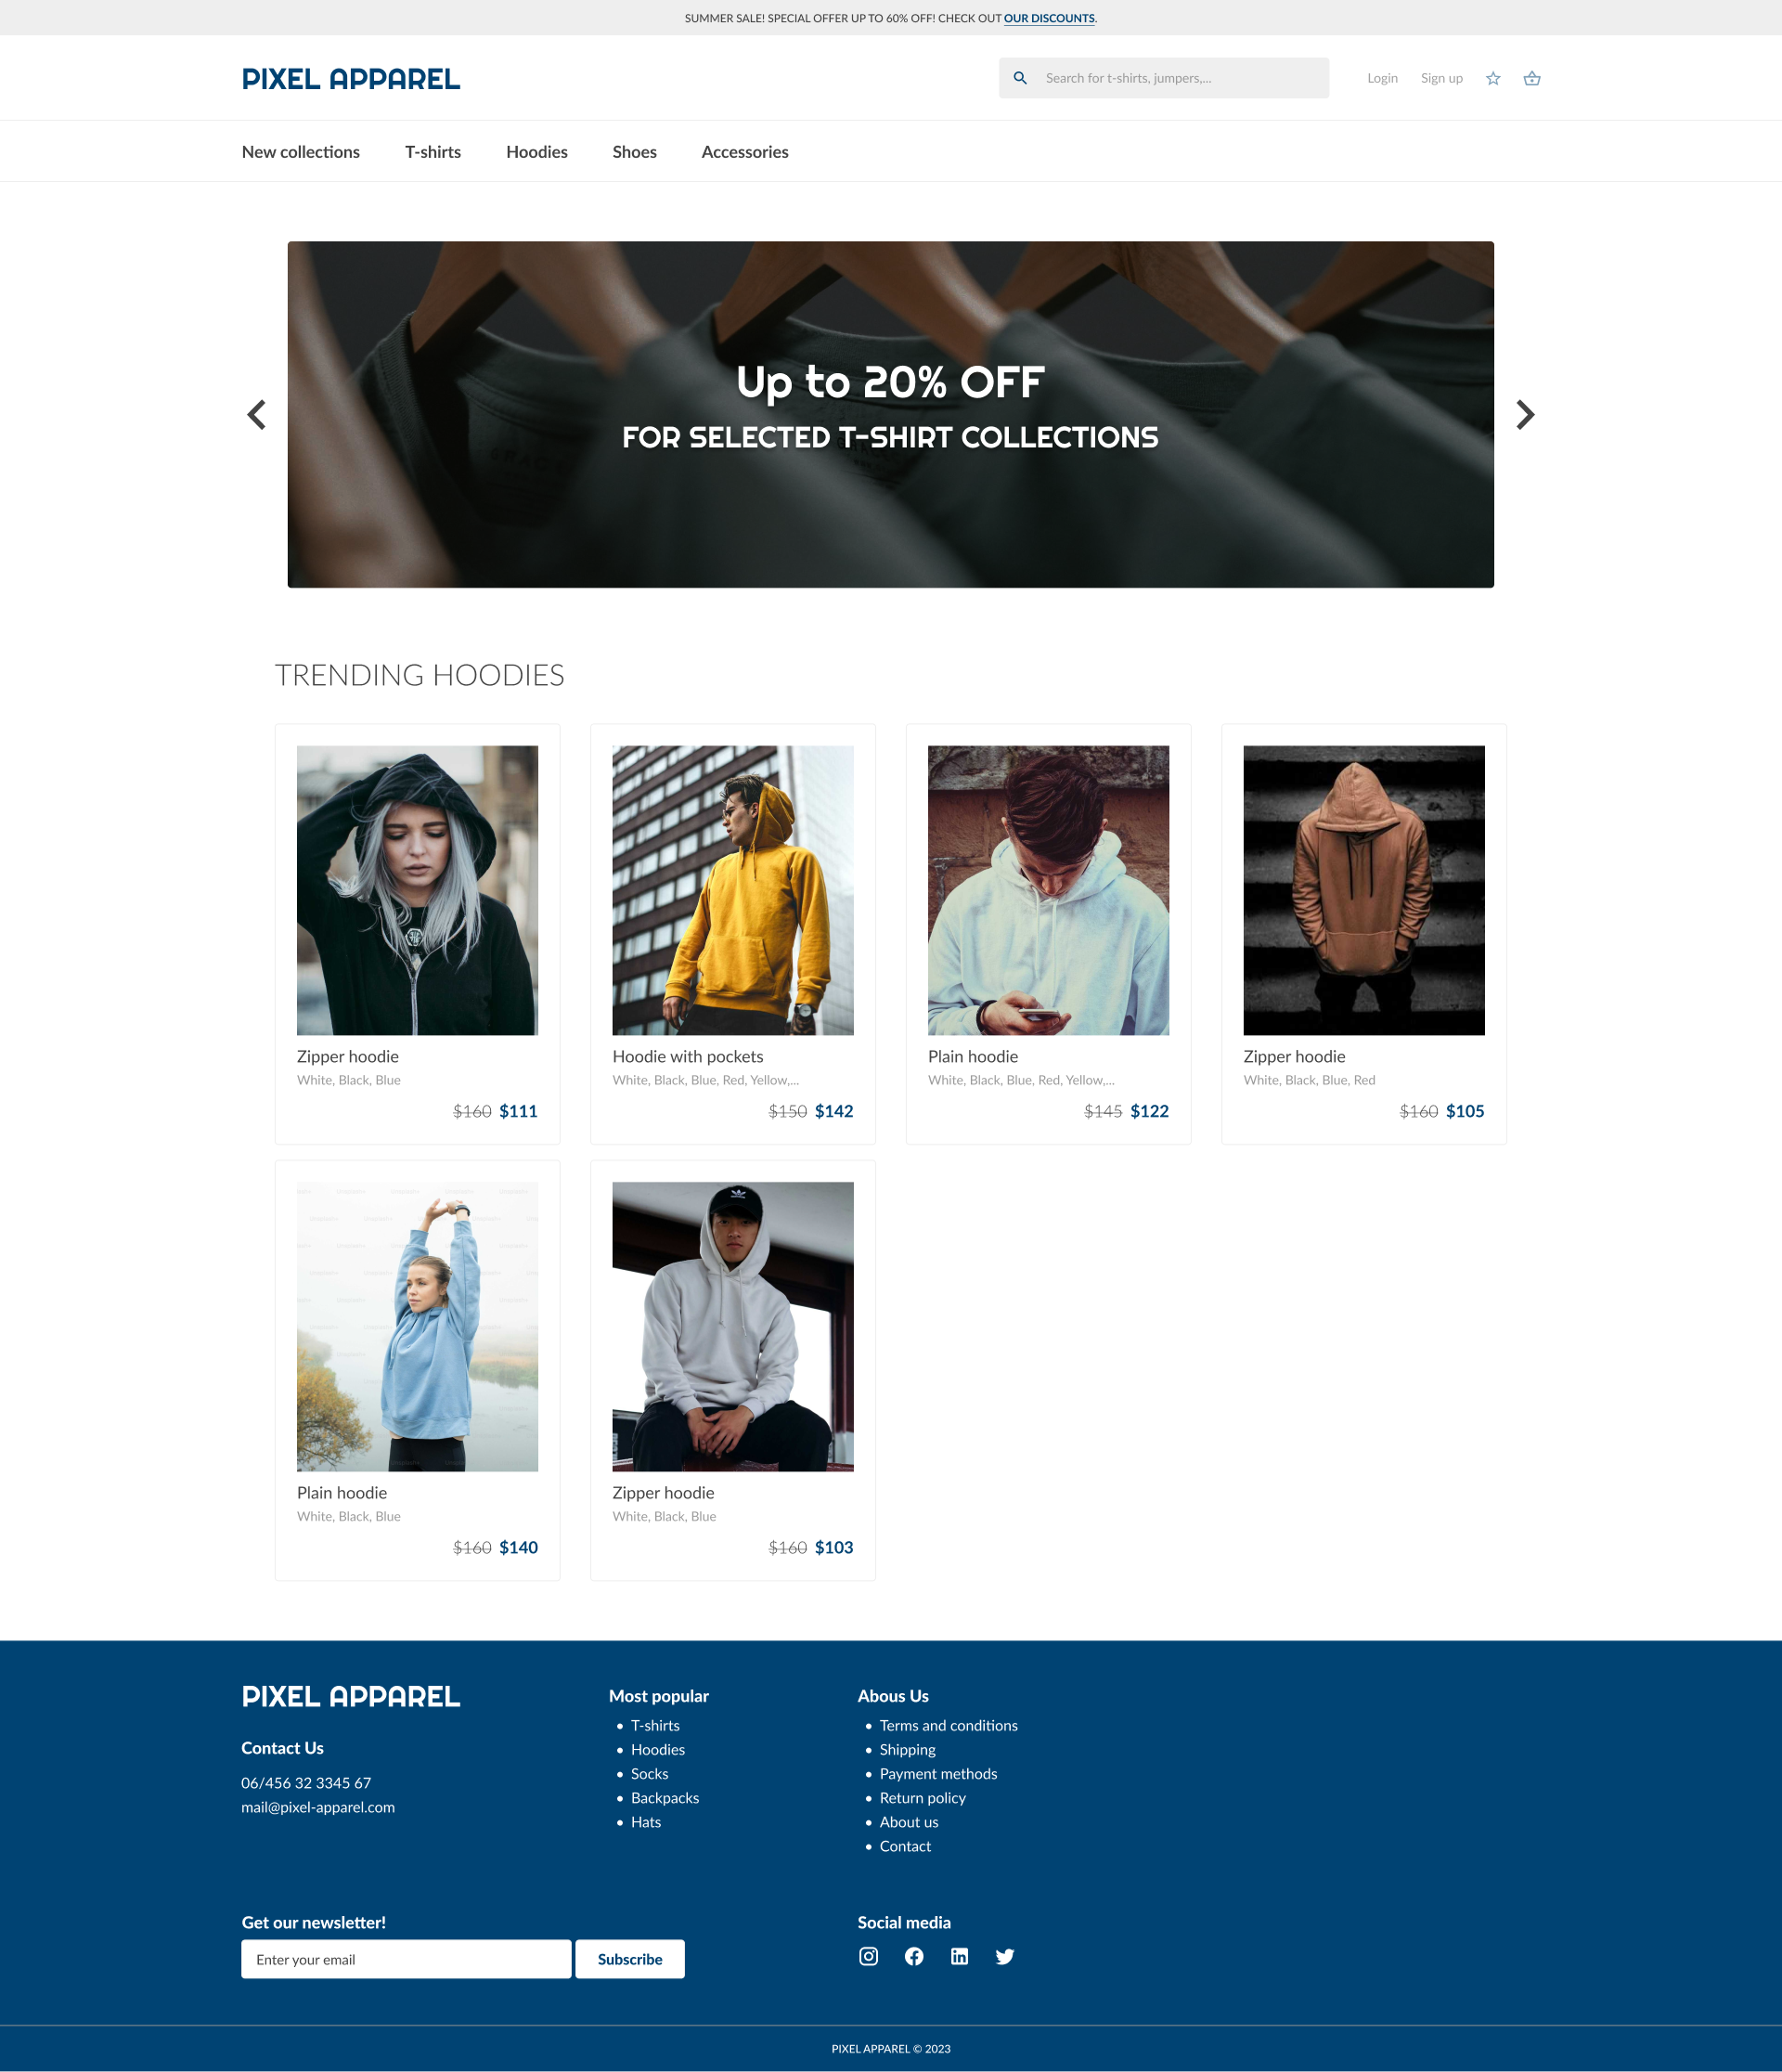 SUMMER SALE! SPECIAL OFFER UP TO 60% OFF! CHECK OUT OUR DISCOUNTS.
PIXEL APPAREL
Search for t-shirts, jumpers,...
Login
Sign up
New collections
T-shirts
Hoodies
Shoes
Accessories
Up to 20% OFF
FOR SELECTED T-SHIRT COLLECTIONS
TRENDING HOODIES
Zipper hoodie
White, Black, Blue
$160 $111
Hoodie with pockets
White, Black, Blue, Red, Yellow,...
$150 $142
Plain hoodie
White, Black, Blue, Red, Yellow,...
$145 $122
Zipper hoodie
White, Black, Blue, Red
$160 $105
Plain hoodie
White, Black, Blue
$160 $140
Zipper hoodie
White, Black, Blue
$160 $103
PIXEL APPAREL
Contact Us
06/456 32 3345 67
mail@pixel-apparel.com
Most popular
• T-shirts
• Hoodies
• Socks
• Backpacks
• Hats
Abous Us
• Terms and conditions
• Shipping
• Payment methods
• Return policy
• About us
• Contact
Get our newsletter!
Enter your email
Subscribe
Social media
PIXEL APPAREL © 2023